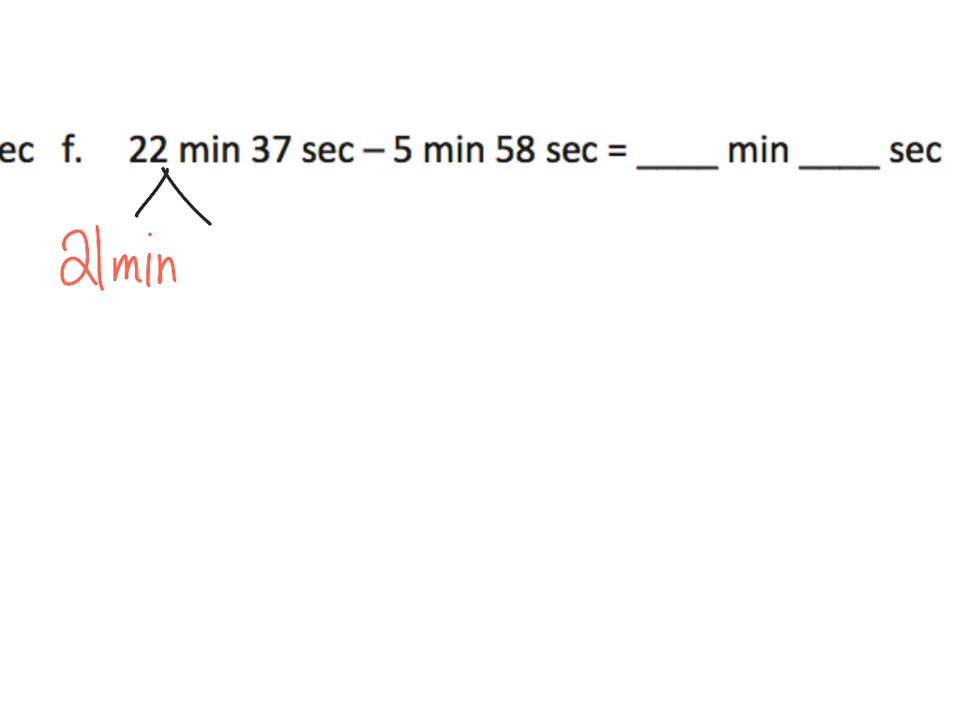 ec f. 22 min 37 sec – 5 min 58 sec = ____ min ____ sec
21min